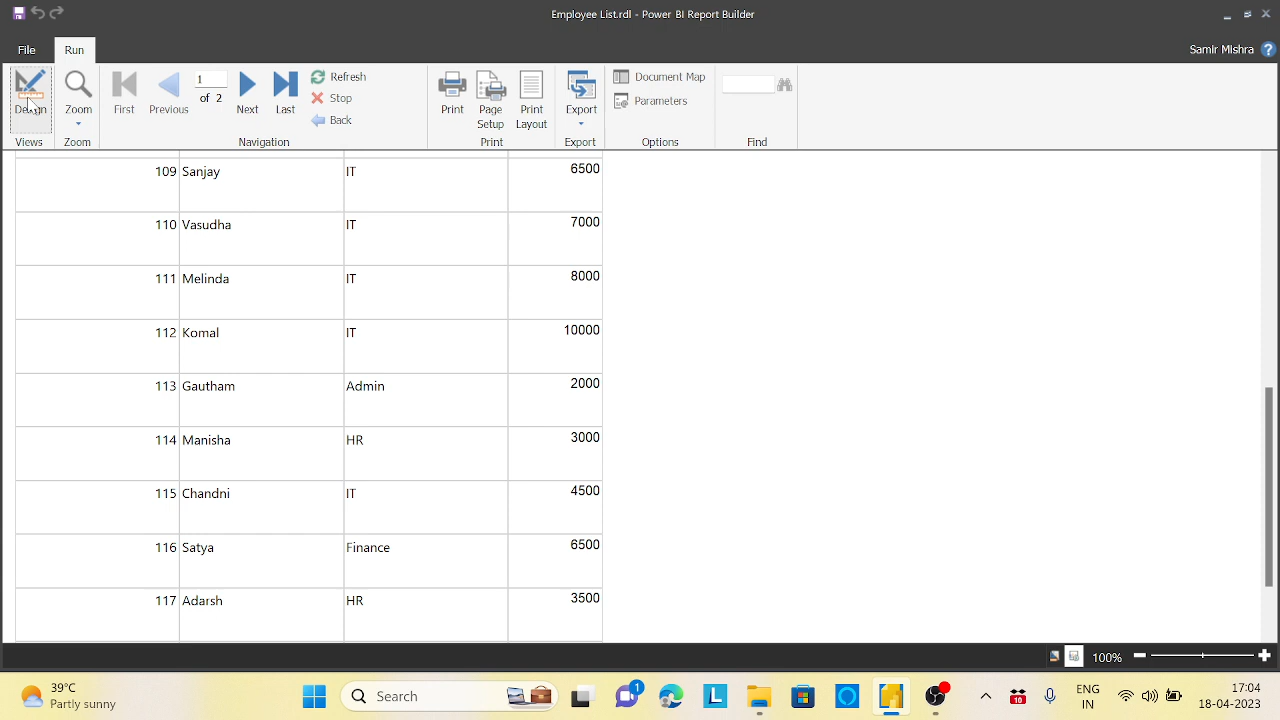 Employee List.rdl - Power BI Report Builder
File Run Samir Mishra ?
Design Zoom First Previous 1 of 2 Next Last Refresh Stop Back Print Page Setup Print Layout Export Document Map Parameters
Views Zoom Navigation Print Export Options Find
109 Sanjay IT 6500
110 Vasudha IT 7000
111 Melinda IT 8000
112 Komal IT 10000
113 Gautham Admin 2000
114 Manisha HR 3000
115 Chandni IT 4500
116 Satya Finance 6500
117 Adarsh HR 3500
100%
39°C
Partly sunny
Search
1
L
10
ENG
IN
17:04
18-04-2023